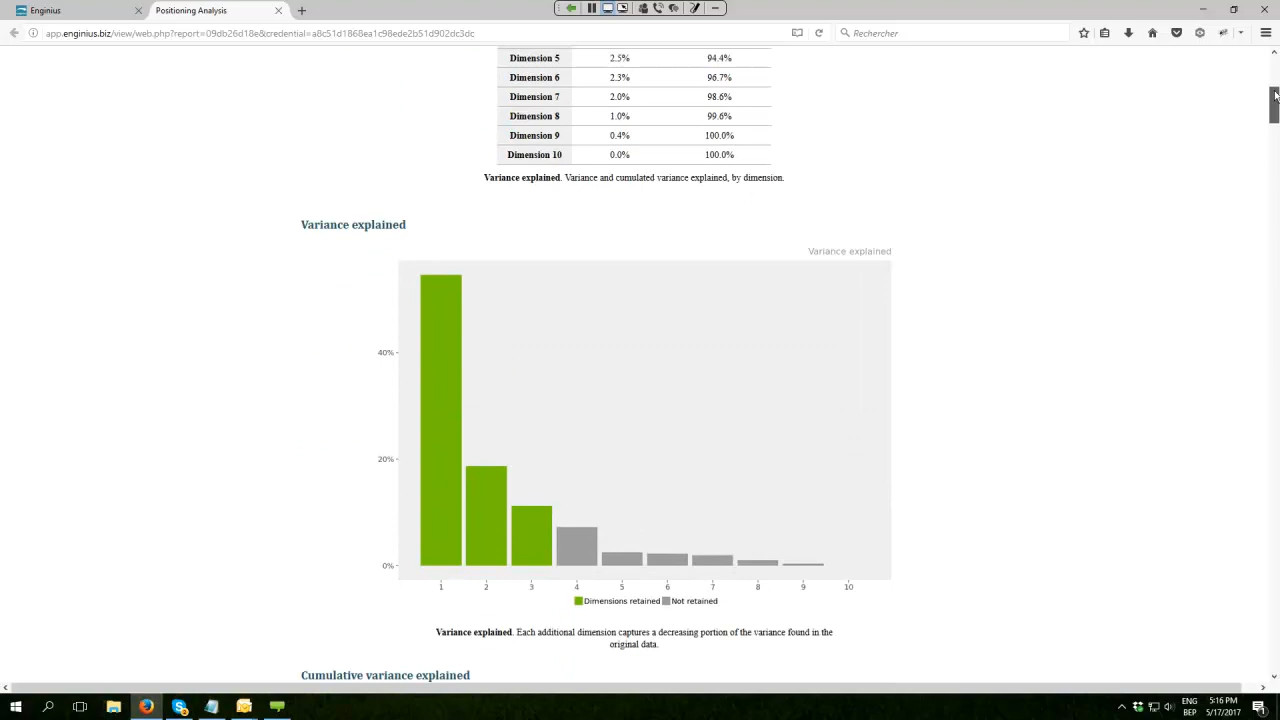 Enginius
Positioning Analysis
app.enginius.biz/view/web.php?report=09db26d18e&credential=a8c51d1868ea1c98ede2b51d902dc3dc
Rechercher
Dimension 5 2.5% 94.4%
Dimension 6 2.3% 96.7%
Dimension 7 2.0% 98.6%
Dimension 8 1.0% 99.6%
Dimension 9 0.4% 100.0%
Dimension 10 0.0% 100.0%
Variance explained. Variance and cumulated variance explained, by dimension.
Variance explained
Variance explained
40%
20%
0%
1 2 3 4 5 6 7 8 9 10
Dimensions retained Not retained
Variance explained. Each additional dimension captures a decreasing portion of the variance found in the
original data.
Cumulative variance explained
5:16 PM
BEP 5/17/2017